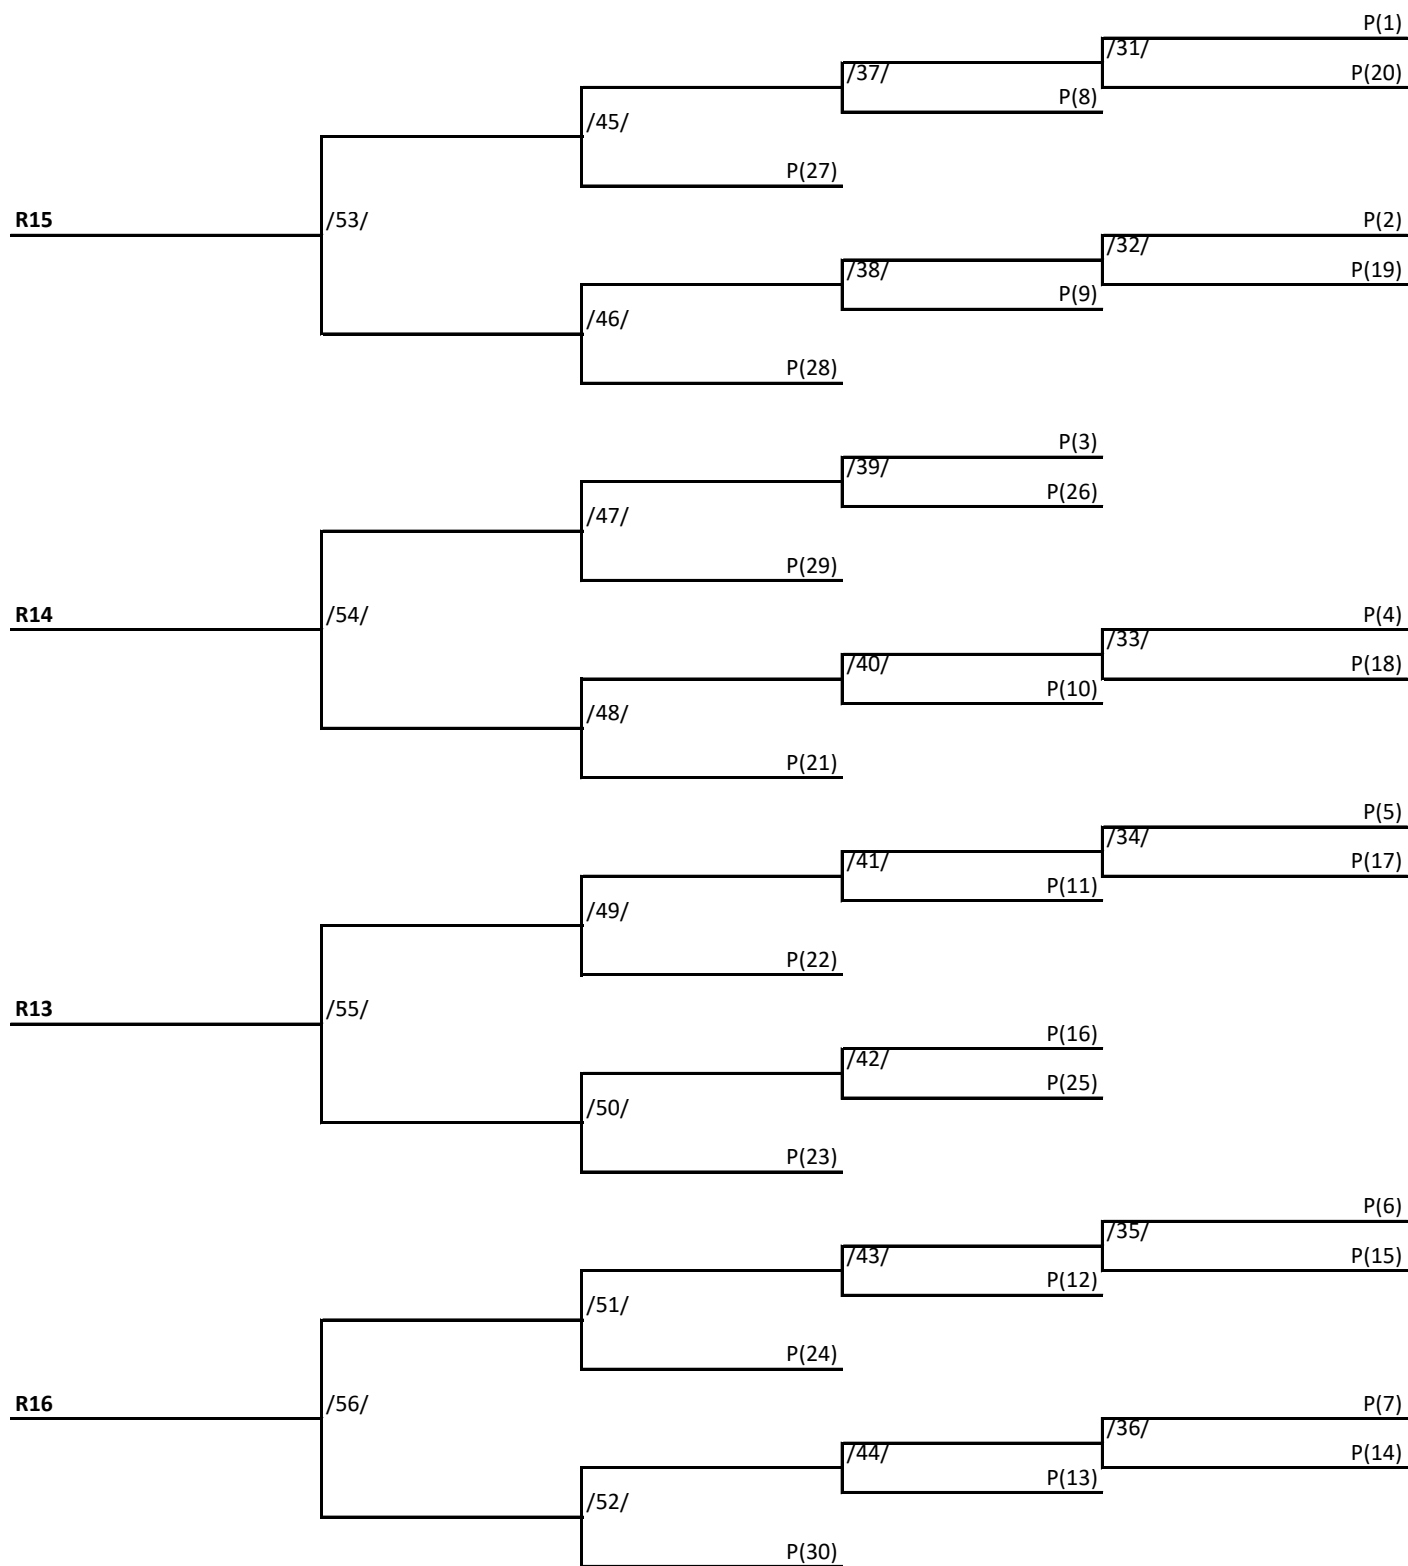 P(1)
/31/
/37/
P(20)
P(8)
/45/
P(27)
R15
/53/
P(2)
/32/
/38/
P(19)
P(9)
/46/
P(28)
P(3)
/39/
P(26)
/47/
P(29)
R14
/54/
P(4)
/33/
/40/
P(18)
P(10)
/48/
P(21)
P(5)
/34/
/41/
P(17)
P(11)
/49/
P(22)
R13
/55/
P(16)
/42/
P(25)
/50/
P(23)
P(6)
/35/
/43/
P(15)
P(12)
/51/
P(24)
R16
/56/
P(7)
/36/
/44/
P(14)
P(13)
/52/
P(30)